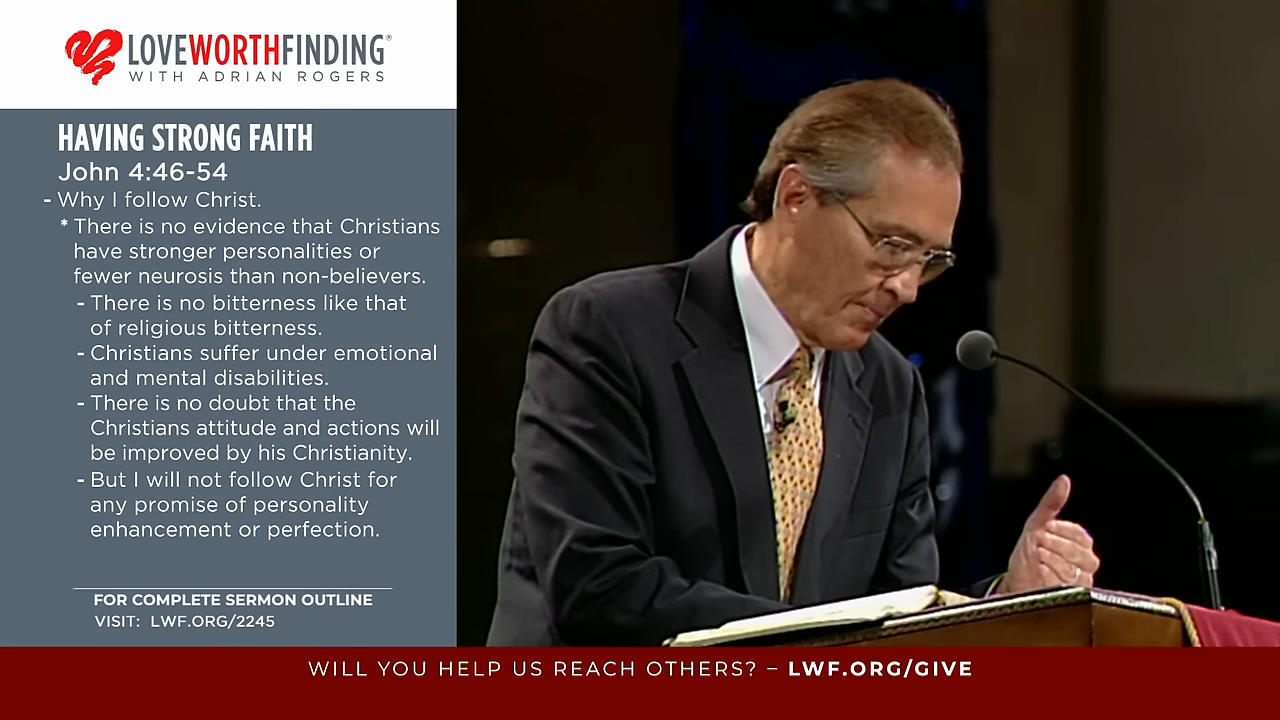 LOVEWORTHFINDING®
WITH ADRIAN ROGERS
HAVING STRONG FAITH
John 4:46-54
- Why I follow Christ.
* There is no evidence that Christians
have stronger personalities or
fewer neurosis than non-believers.
- There is no bitterness like that
of religious bitterness.
- Christians suffer under emotional
and mental disabilities.
- There is no doubt that the
Christians attitude and actions will
be improved by his Christianity.
- But I will not follow Christ for
any promise of personality
enhancement or perfection.
FOR COMPLETE SERMON OUTLINE
VISIT: LWF.ORG/2245
WILL YOU HELP US REACH OTHERS? – LWF.ORG/GIVE